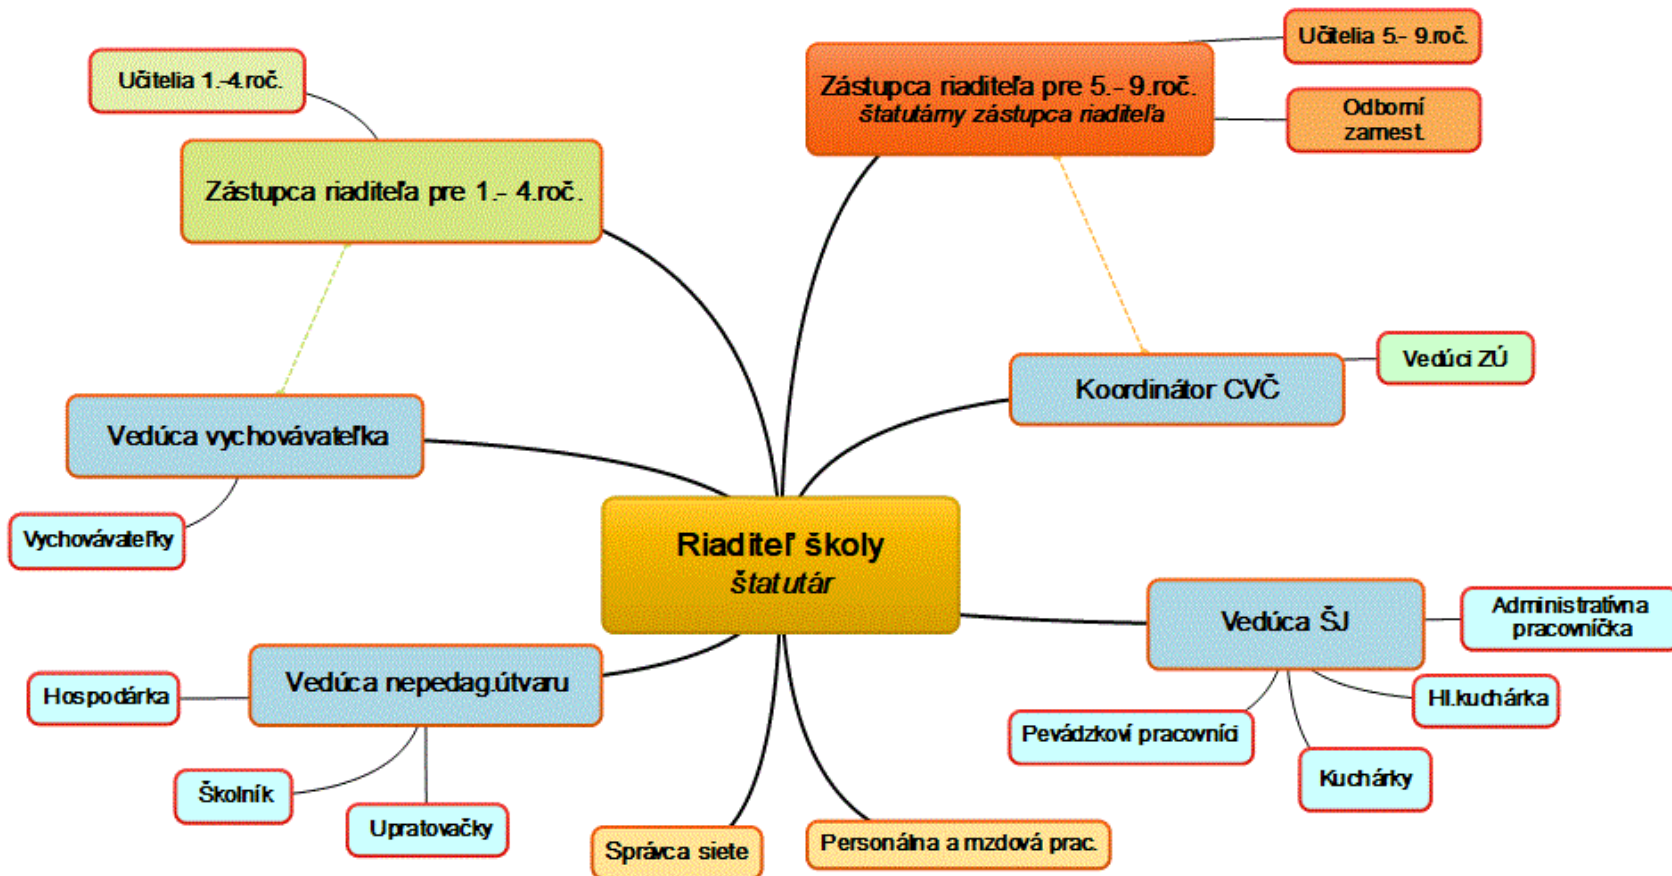 Učitelia 5.- 9.roč.
Učitelia 1.-4.roč.
Zástupca riaditeľa pre 5.- 9.roč.
štatutárny zástupca riaditeľa
Odborní
zamest.
Zástupca riaditeľa pre 1.- 4.roč.
Vedúci ZÚ
Koordinátor CVČ
Vedúca vychovávateľka
Vychovávateľky
Riaditeľ školy
štatutár
Vedúca ŠJ
Administratívna
pracovníčka
Vedúca nepedag.útvaru
Hospodárka
Hl.kuchárka
Pevádzkoví pracovníci
Kuchárky
Školník
Upratovačky
Správca siete
Personálna a mzdová prac.